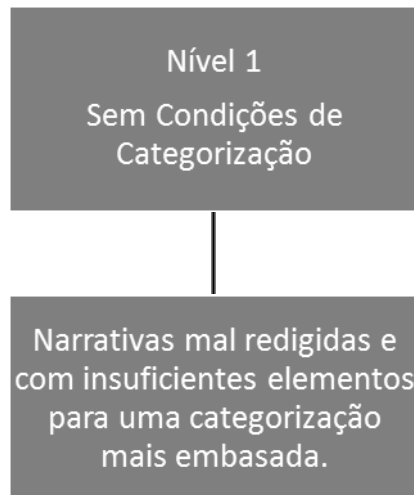 Nível 1
Sem Condições de
Categorização
Narrativas mal redigidas e
com insuficientes elementos
para uma categorização
mais embasada.